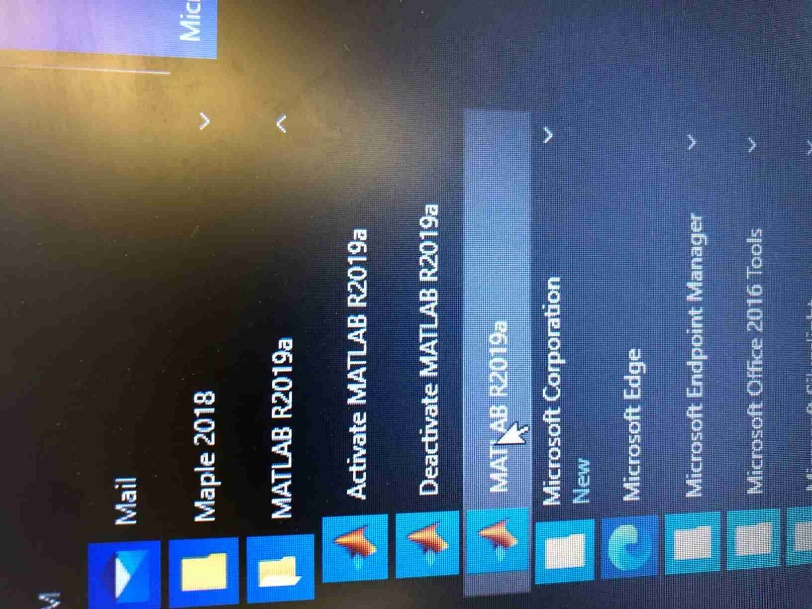 M
Mail
Maple 2018
MATLAB R2019a
Activate MATLAB R2019a
Deactivate MATLAB R2019a
MATLAB R2019a
Microsoft Corporation
New
Microsoft Edge
Microsoft Endpoint Manager
Microsoft Office 2016 Tools